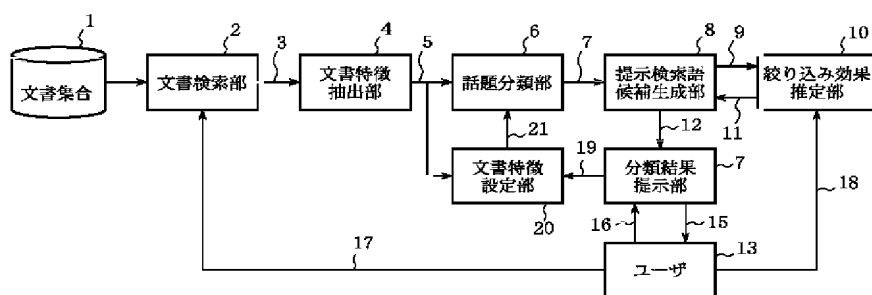 1
2
3
4
5
6
7
8
9
10
文書集合
文書検索部
文書特徴
抽出部
話題分類部
提示検索語
候補生成部
絞り込み効果
推定部
11
12
21
19
文書特徴
設定部
分類結果
提示部
7
18
20
16
15
17
13
ユーザ